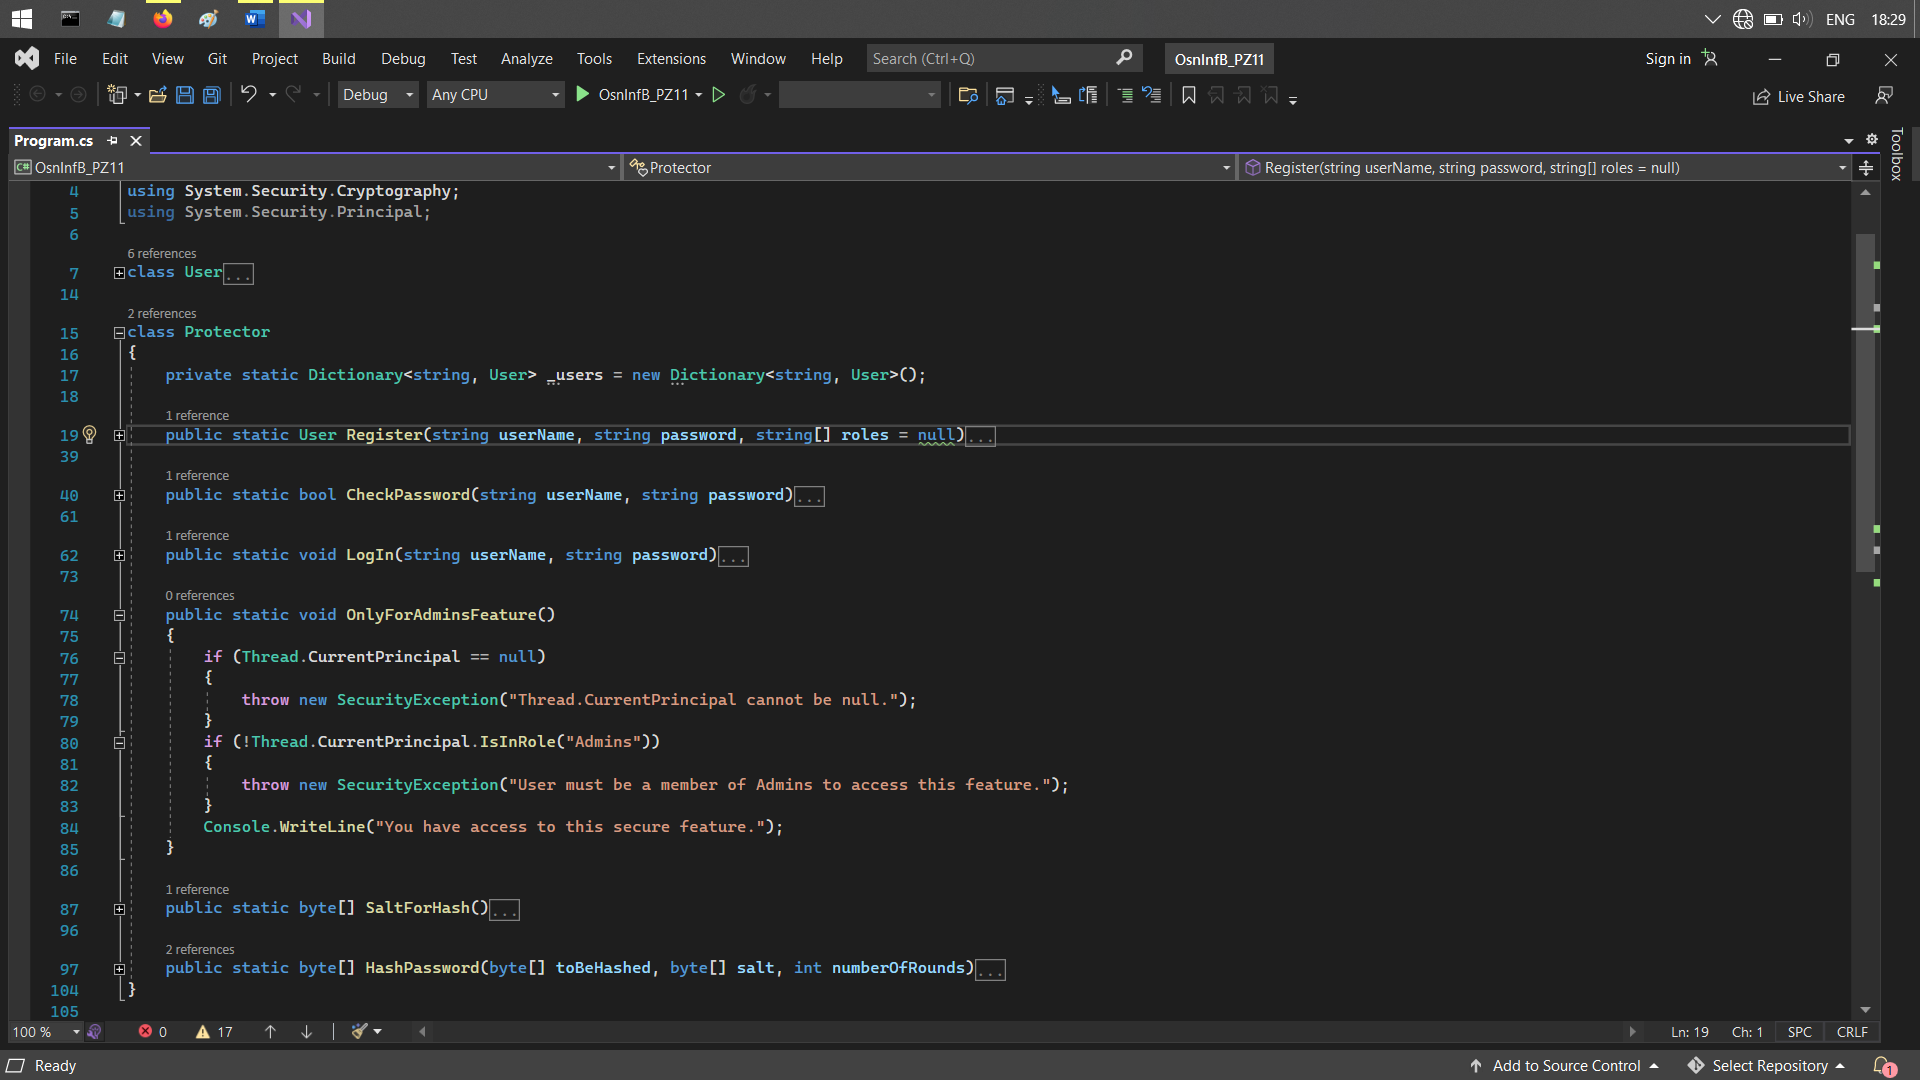 ENG 18:29
File Edit View Git Project Build Debug Test Analyze Tools Extensions Window Help Search (Ctrl+Q) OsnInfB_PZ11 Sign in
Debug Any CPU OsnInfB_PZ11 Live Share
Program.cs
Toolbox
C# OsnInfB_PZ11 Protector Register(string userName, string password, string[] roles = null)
4 using System.Security.Cryptography;
5 using System.Security.Principal;
6
6 references
7 class User...
14
2 references
15 class Protector
16 {
17 private static Dictionary<string, User> _users = new Dictionary<string, User>();
18
1 reference
19 public static User Register(string userName, string password, string[] roles = null)...
39
1 reference
40 public static bool CheckPassword(string userName, string password)...
61
1 reference
62 public static void LogIn(string userName, string password)...
73
0 references
74 public static void OnlyForAdminsFeature()
75 {
76 if (Thread.CurrentPrincipal == null)
77 {
78 throw new SecurityException("Thread.CurrentPrincipal cannot be null.");
79 }
80 if (!Thread.CurrentPrincipal.IsInRole("Admins"))
81 {
82 throw new SecurityException("User must be a member of Admins to access this feature.");
83 }
84 Console.WriteLine("You have access to this secure feature.");
85 }
86
1 reference
87 public static byte[] SaltForHash()...
96
2 references
97 public static byte[] HashPassword(byte[] toBeHashed, byte[] salt, int numberOfRounds)...
104 }
105
100 % 0 17 Ln: 19 Ch: 1 SPC CRLF
Ready Add to Source Control Select Repository 1